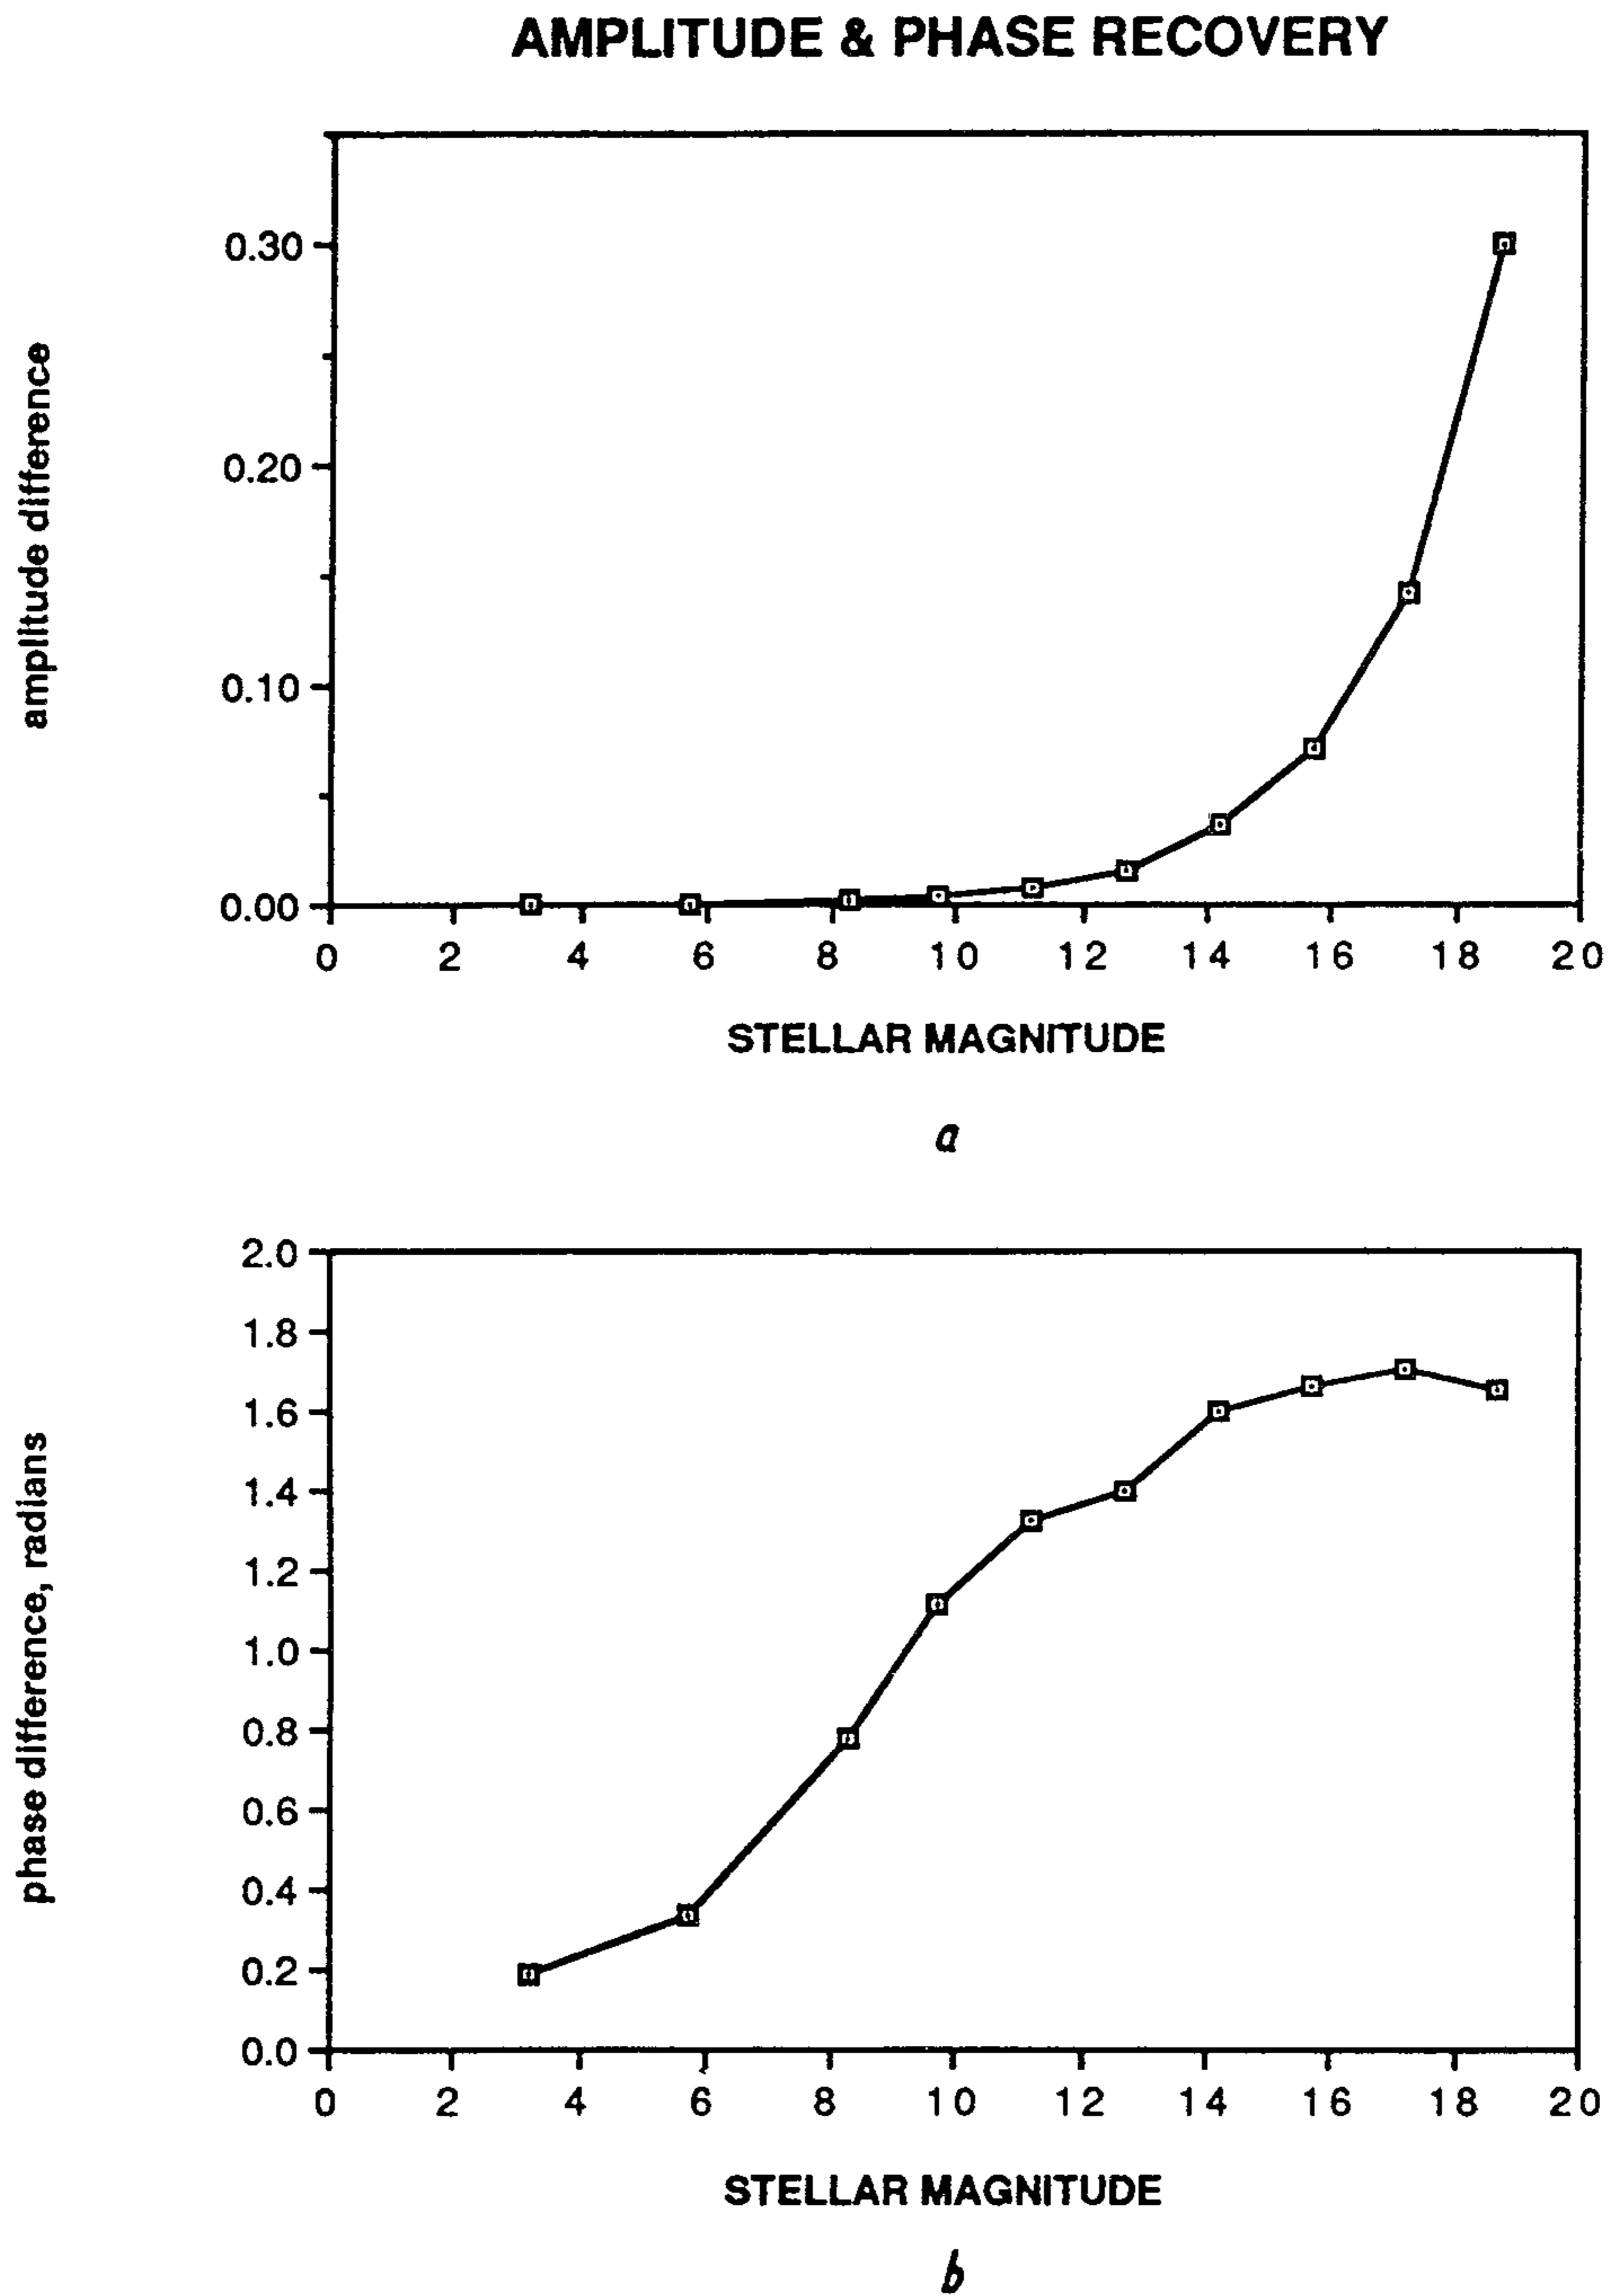 AMPLITUDE & PHASE RECOVERY
amplitude difference
0.30
0.20
0.10
0.00
0 2 4 6 8 10 12 14 16 18 20
STELLAR MAGNITUDE
a
phase difference, radians
2.0
1.8
1.6
1.4
1.2
1.0
0.8
0.6
0.4
0.2
0.0
0 2 4 6 8 10 12 14 16 18 20
STELLAR MAGNITUDE
b